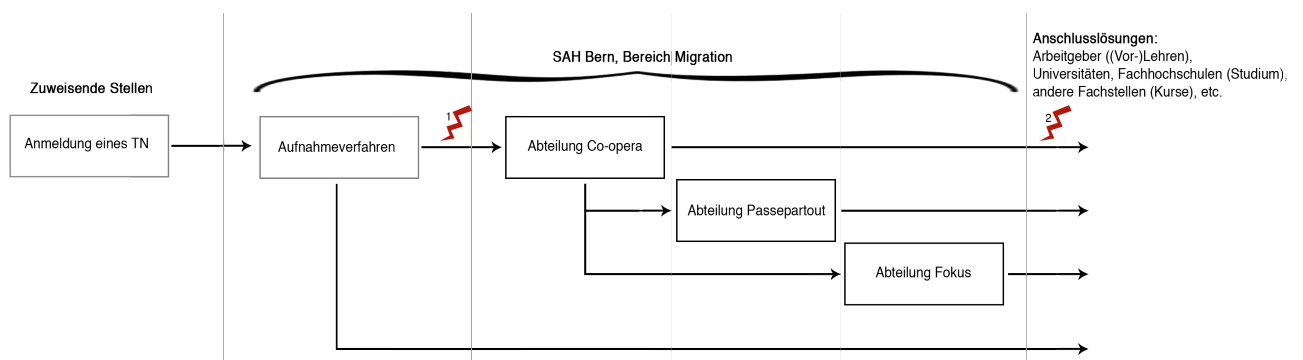 Zuweisende Stellen
Anmeldung eines TN
SAH Bern, Bereich Migration
Aufnahmeverfahren
1
Abteilung Co-opera
Abteilung Passepartout
Abteilung Fokus
Anschlusslösungen:
Arbeitgeber ((Vor-)Lehren),
Universitäten, Fachhochschulen (Studium),
andere Fachstellen (Kurse), etc.
2